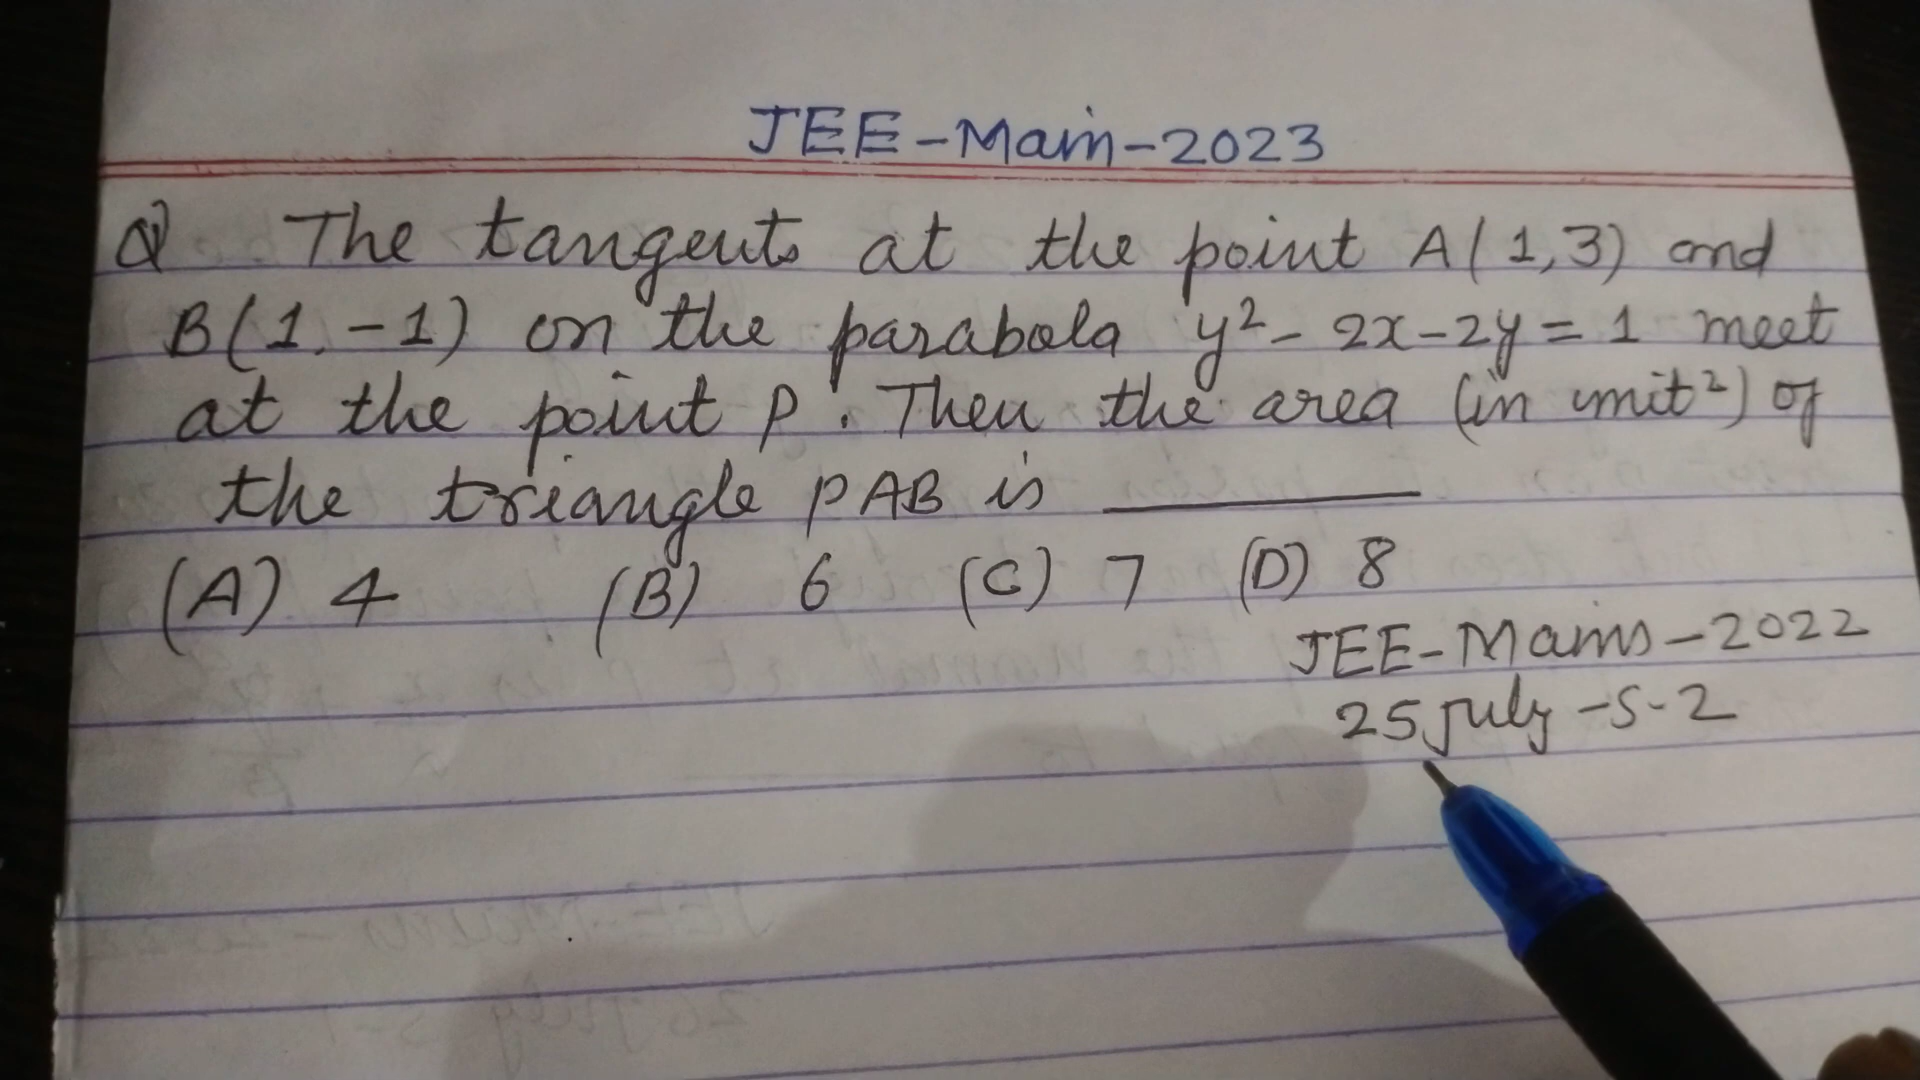 JEE-Main-2023
Q The tangents at the point A(1,3) and
B(1,-1) on the parabola y²- 2x-2y = 1 meet
at the point P. Then the area (in unit²) of
the triangle PAB is ________
(A) 4 (B) 6 (C) 7 (D) 8
JEE-Mains-2022
25 July -S-2